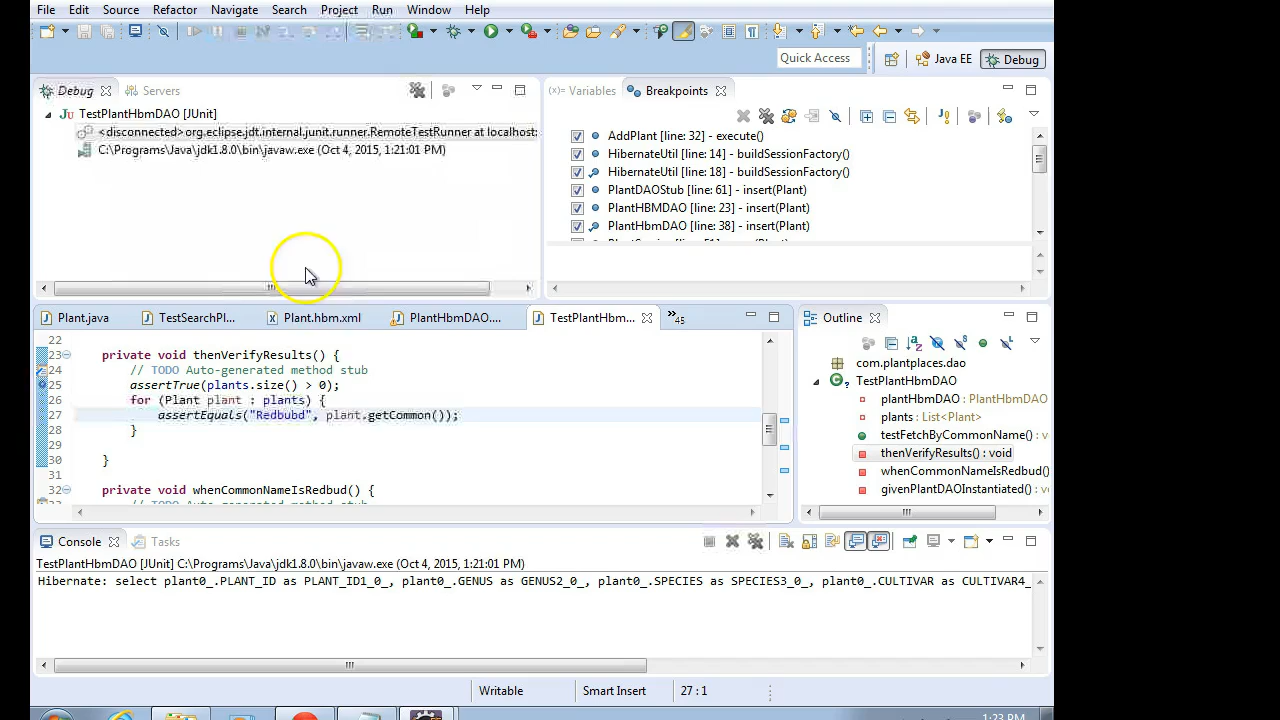 File Edit Source Refactor Navigate Search Project Run Window Help
Quick Access
Java EE
Debug
Debug
Servers
TestPlantHbmDAO [JUnit]
<disconnected> org.eclipse.jdt.internal.junit.runner.RemoteTestRunner at localhost:
C:\Programs\Java\jdk1.8.0\bin\javaw.exe (Oct 4, 2015, 1:21:01 PM)
(x)= Variables
Breakpoints
AddPlant [line: 32] - execute()
HibernateUtil [line: 14] - buildSessionFactory()
HibernateUtil [line: 18] - buildSessionFactory()
PlantDAOStub [line: 61] - insert(Plant)
PlantHBMDAO [line: 23] - insert(Plant)
PlantHbmDAO [line: 38] - insert(Plant)
Plant.java
TestSearchPl...
Plant.hbm.xml
PlantHbmDAO....
TestPlantHbm...
»45
22
23 private void thenVerifyResults() {
24 // TODO Auto-generated method stub
25 assertTrue(plants.size() > 0);
26 for (Plant plant : plants) {
27 assertEquals("Redbubd", plant.getCommon());
28 }
29
30 }
31
32 private void whenCommonNameIsRedbud() {
// TODO Auto-generated method stub
Outline
com.plantplaces.dao
TestPlantHbmDAO
plantHbmDAO : PlantHbmDAO
plants : List<Plant>
testFetchByCommonName() : v
thenVerifyResults() : void
whenCommonNameIsRedbud()
givenPlantDAOInstantiated() : v
Console
Tasks
TestPlantHbmDAO [JUnit] C:\Programs\Java\jdk1.8.0\bin\javaw.exe (Oct 4, 2015, 1:21:01 PM)
Hibernate: select plant0_.PLANT_ID as PLANT_ID1_0_, plant0_.GENUS as GENUS2_0_, plant0_.SPECIES as SPECIES3_0_, plant0_.CULTIVAR as CULTIVAR4_
Writable
Smart Insert
27 : 1
1:23 PM